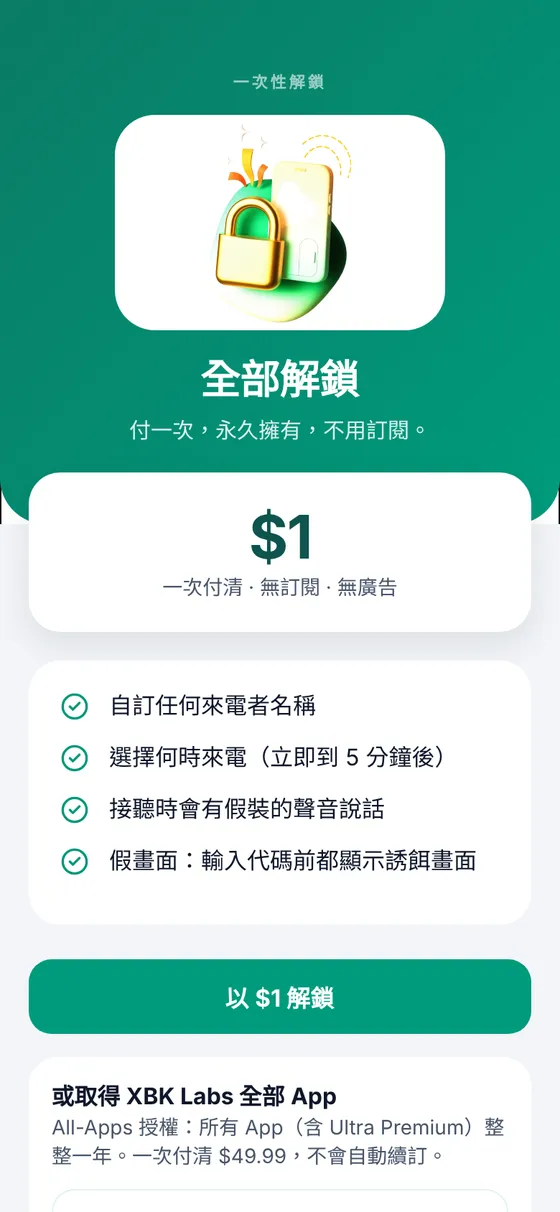 一次性解鎖
全部解鎖
付一次，永久擁有，不用訂閱。
$1
一次付清 · 無訂閱 · 無廣告
自訂任何來電者名稱
選擇何時來電（立即到 5 分鐘後）
接聽時會有假裝的聲音說話
假畫面：輸入代碼前都顯示誘餌畫面
以 $1 解鎖
或取得 XBK Labs 全部 App
All-Apps 授權：所有 App（含 Ultra Premium）整
整一年。一次付清 $49.99，不會自動續訂。